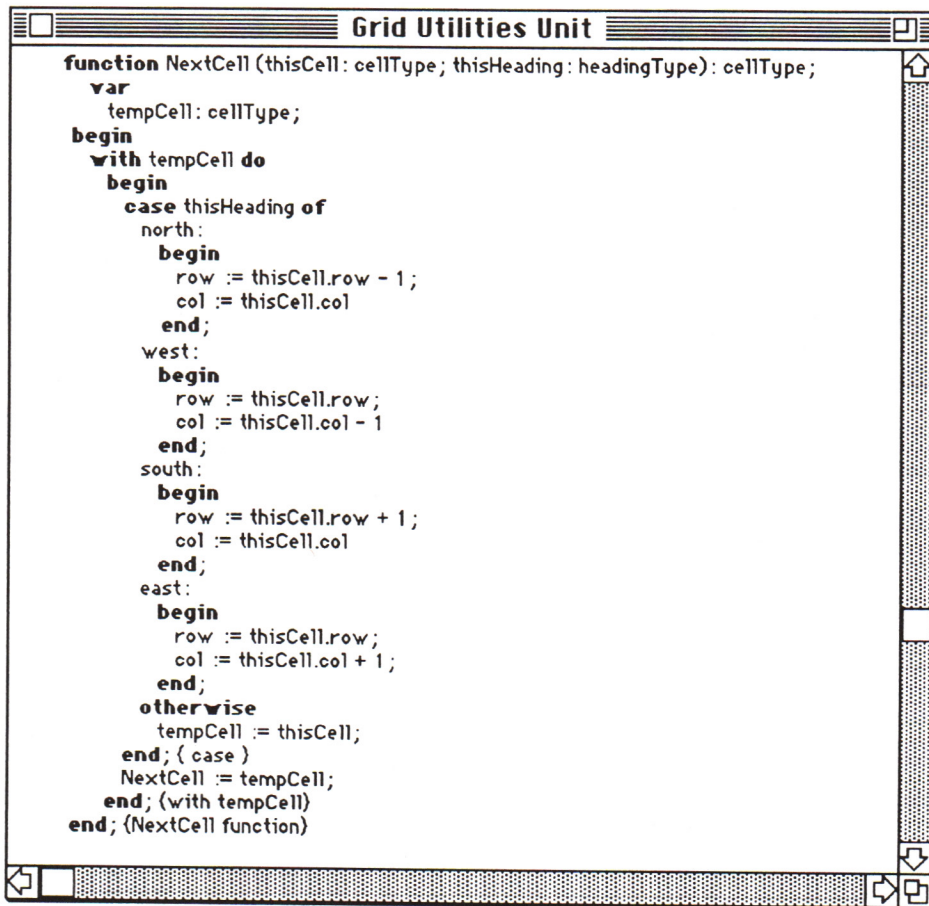 Grid Utilities Unit
function NextCell (thisCell: cellType; thisHeading: headingType): cellType;
var
tempCell: cellType;
begin
with tempCell do
begin
case thisHeading of
north:
begin
row := thisCell.row - 1;
col := thisCell.col
end;
west:
begin
row := thisCell.row;
col := thisCell.col - 1
end;
south:
begin
row := thisCell.row + 1;
col := thisCell.col
end;
east:
begin
row := thisCell.row;
col := thisCell.col + 1;
end;
otherwise
tempCell := thisCell;
end; { case }
NextCell := tempCell;
end; {with tempCell}
end; {NextCell function}